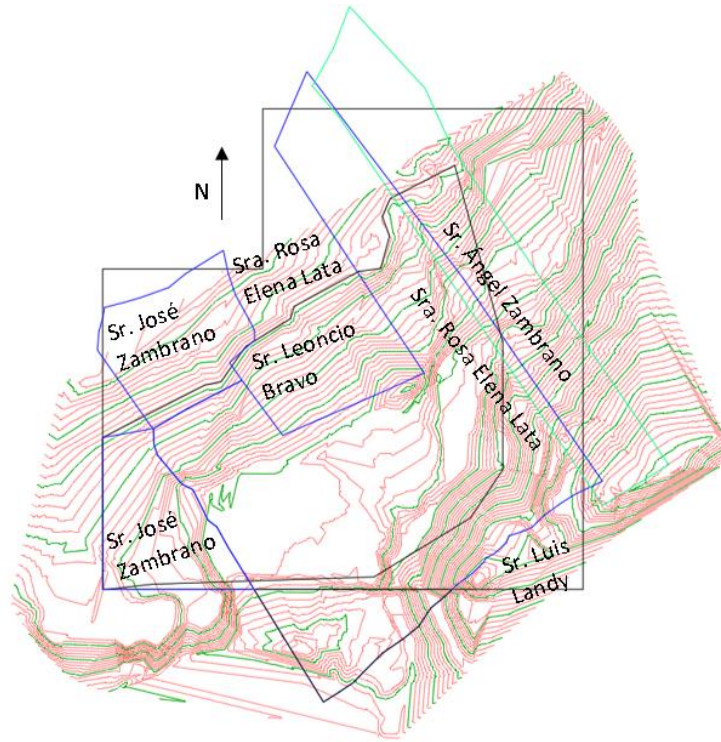 N
Sra. Rosa
Elena Lata
Sr. Ángel Zambrano
Sr. José
Zambrano
Sra. Rosa Elena Lata
Sr. Leoncio
Bravo
Sr. José
Zambrano
Sr. Luis
Landy